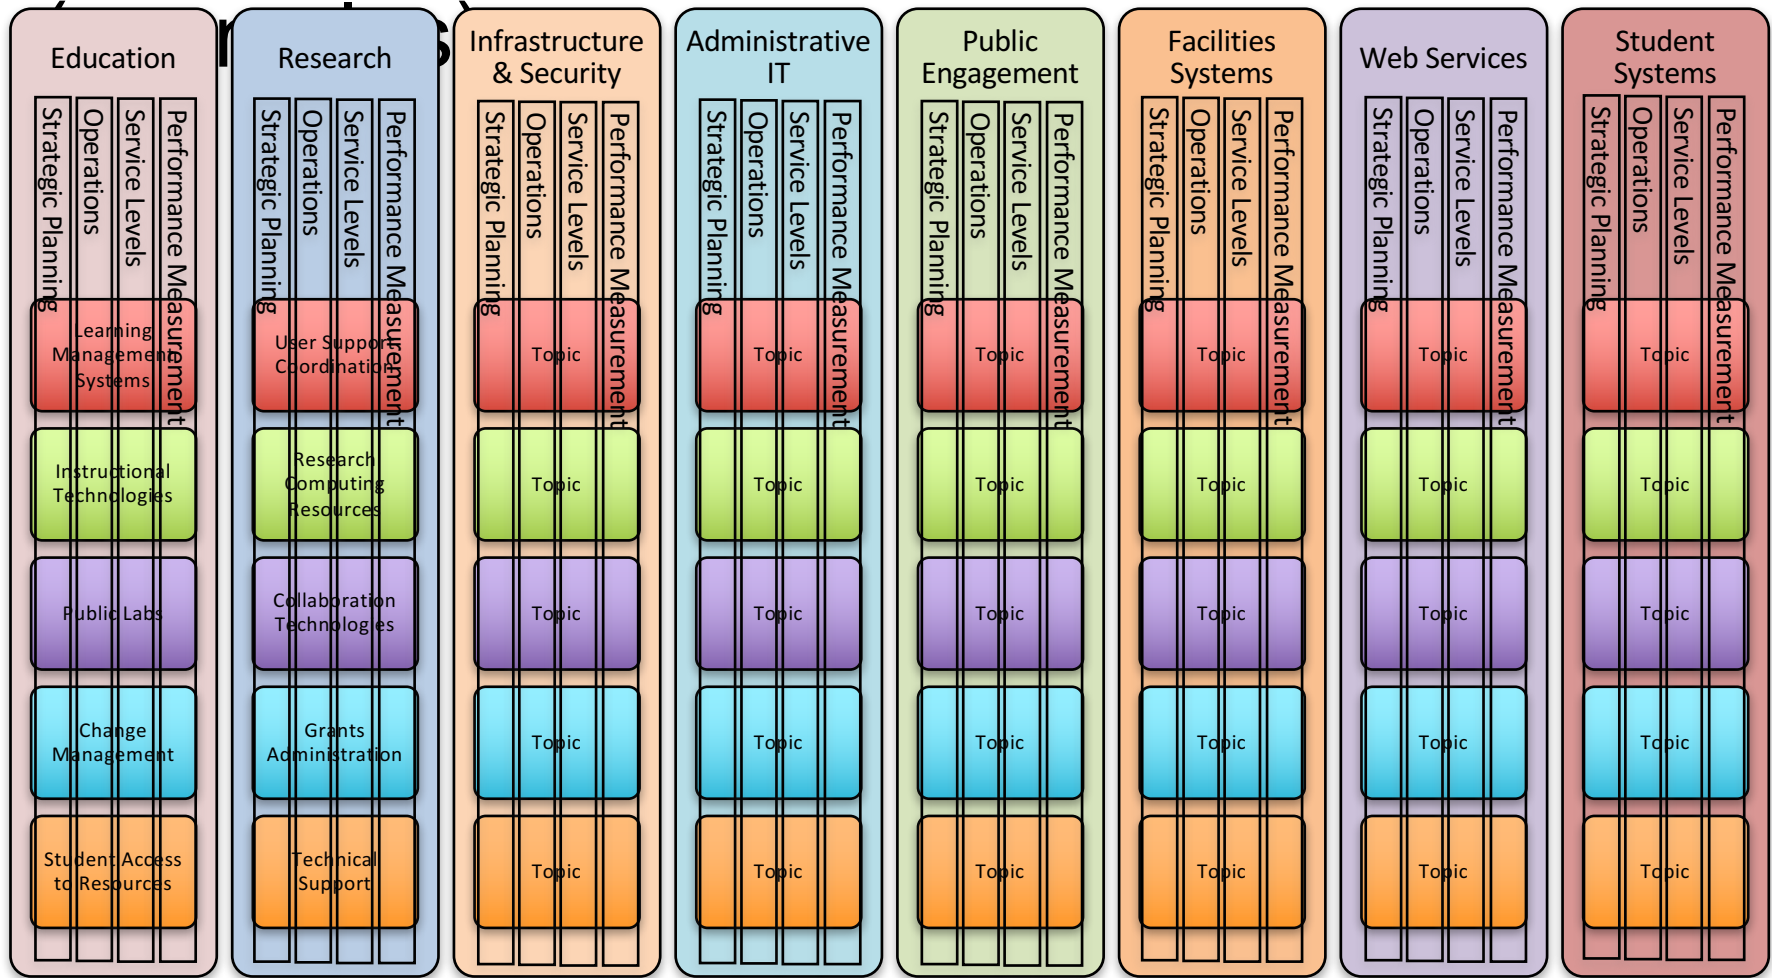 Education
Strategic Planning
Operations
Service Levels
Performance Measurement
Learning
Management
Systems
Instructional
Technologies
Public Labs
Change
Management
Student Access
to Resources
Research
Strategic Planning
Operations
Service Levels
Performance Measurement
User Support
Coordination
Research
Computing
Resources
Collaboration
Technologies
Grants
Administration
Technical
Support
Infrastructure
& Security
Strategic Planning
Operations
Service Levels
Performance Measurement
Topic
Topic
Topic
Topic
Topic
Administrative
IT
Strategic Planning
Operations
Service Levels
Performance Measurement
Topic
Topic
Topic
Topic
Topic
Public
Engagement
Strategic Planning
Operations
Service Levels
Performance Measurement
Topic
Topic
Topic
Topic
Topic
Facilities
Systems
Strategic Planning
Operations
Service Levels
Performance Measurement
Topic
Topic
Topic
Topic
Topic
Web Services
Strategic Planning
Operations
Service Levels
Performance Measurement
Topic
Topic
Topic
Topic
Topic
Student
Systems
Strategic Planning
Operations
Service Levels
Performance Measurement
Topic
Topic
Topic
Topic
Topic